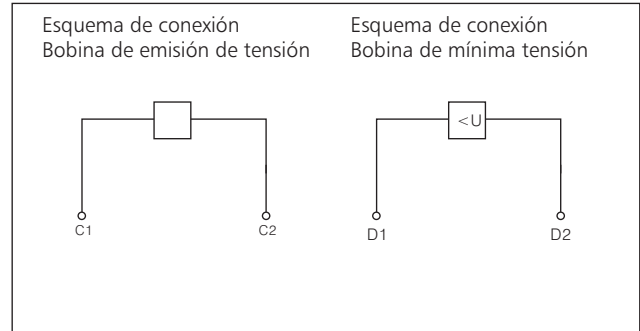 Esquema de conexión
Bobina de emisión de tensión
C1
C2
Esquema de conexión
Bobina de mínima tensión
<U
D1
D2